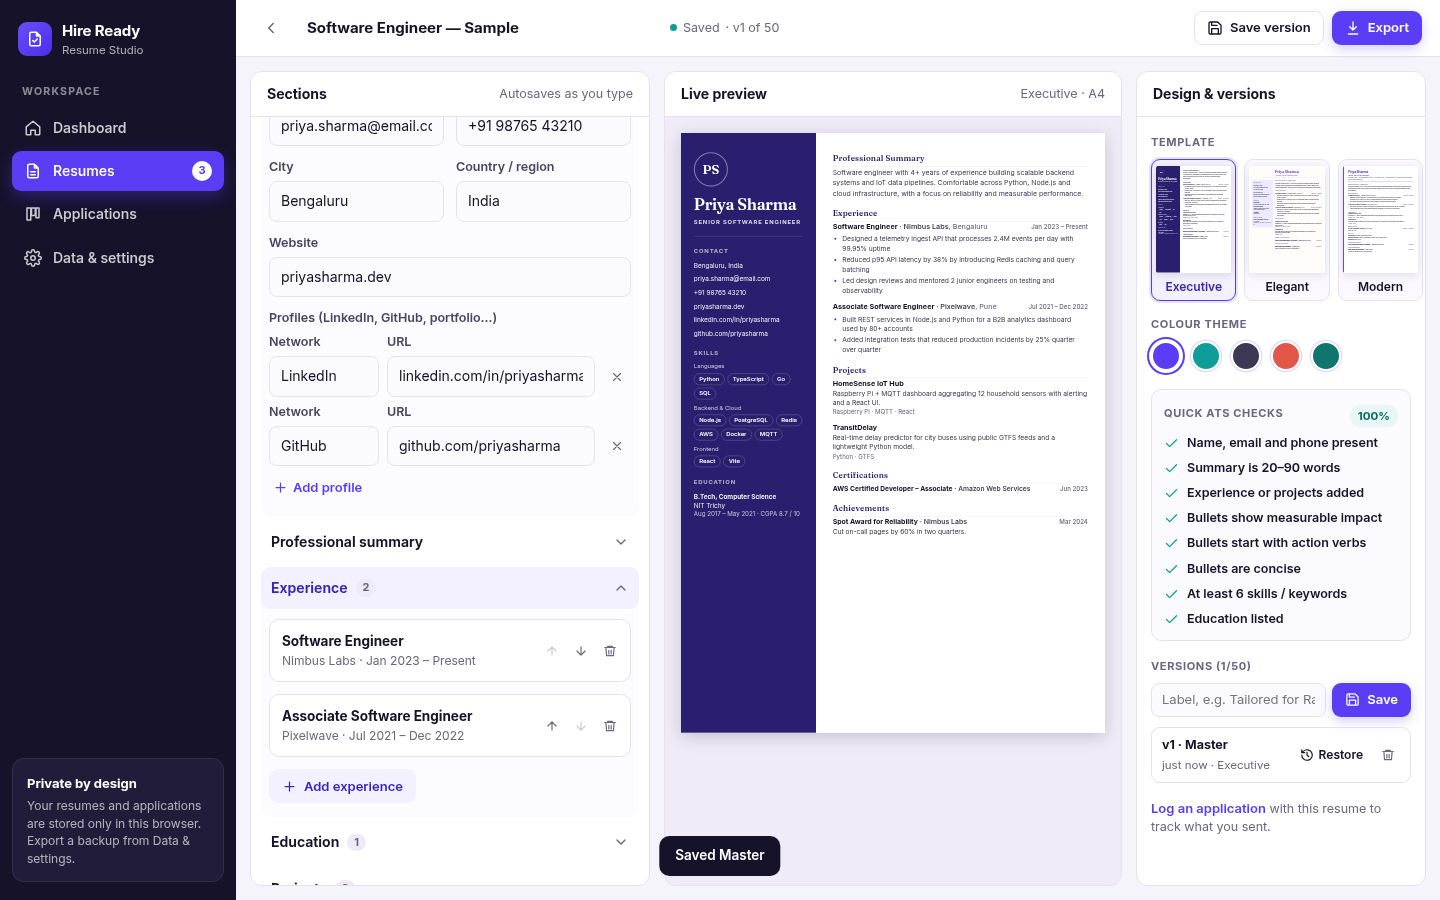 Hire Ready
Resume Studio
WORKSPACE
Dashboard
Resumes
3
Applications
Data & settings
Private by design
Your resumes and applications
are stored only in this browser.
Export a backup from Data &
settings.
Software Engineer — Sample
Saved · v1 of 50
Save version
Export
Sections
Autosaves as you type
priya.sharma@email.cc
+91 98765 43210
City
Country / region
Bengaluru
India
Website
priyasharma.dev
Profiles (LinkedIn, GitHub, portfolio...)
Network
URL
LinkedIn
linkedin.com/in/priyasharma
Network
URL
GitHub
github.com/priyasharma
Add profile
Professional summary
Experience 2
Software Engineer
Nimbus Labs · Jan 2023 – Present
Associate Software Engineer
Pixelwave · Jul 2021 – Dec 2022
Add experience
Education 1
Live preview
Executive · A4
PS
Priya Sharma
SENIOR SOFTWARE ENGINEER
CONTACT
Bengaluru, India
priya.sharma@email.com
+91 98765 43210
priyasharma.dev
linkedin.com/in/priyasharma
github.com/priyasharma
SKILLS
Languages
Python TypeScript Go
SQL
Backend & Cloud
Node.js PostgreSQL Redis
AWS Docker MQTT
Frontend
React Vite
EDUCATION
B.Tech, Computer Science
NIT Trichy
Aug 2017 – May 2021 · CGPA 8.7 / 10
Professional Summary
Software engineer with 4+ years of experience building scalable backend
systems and IoT data pipelines. Comfortable across Python, Node.js and
cloud infrastructure, with a focus on reliability and measurable performance.
Experience
Software Engineer · Nimbus Labs, Bengaluru
Jan 2023 – Present
• Designed a telemetry ingest API that processes 2.4M events per day with
99.95% uptime
• Reduced p95 API latency by 38% by introducing Redis caching and query
batching
• Led design reviews and mentored 2 junior engineers on testing and
observability
Associate Software Engineer · Pixelwave, Pune
Jul 2021 – Dec 2022
• Built REST services in Node.js and Python for a B2B analytics dashboard
used by 80+ accounts
• Added integration tests that reduced production incidents by 25% quarter
over quarter
Projects
HomeSense IoT Hub
Raspberry Pi + MQTT dashboard aggregating 12 household sensors with alerting
and a React UI.
Raspberry Pi · MQTT · React
TransitDelay
Real-time delay predictor for city buses using public GTFS feeds and a
lightweight Python model.
Python · GTFS
Certifications
AWS Certified Developer – Associate · Amazon Web Services
Jun 2023
Achievements
Spot Award for Reliability · Nimbus Labs
Mar 2024
Cut on-call pages by 60% in two quarters.
Saved Master
Design & versions
TEMPLATE
Executive
Elegant
Modern
COLOUR THEME
QUICK ATS CHECKS
100%
Name, email and phone present
Summary is 20–90 words
Experience or projects added
Bullets show measurable impact
Bullets start with action verbs
Bullets are concise
At least 6 skills / keywords
Education listed
VERSIONS (1/50)
Label, e.g. Tailored for Ra
Save
v1 · Master
just now · Executive
Restore
Log an application with this resume to
track what you sent.